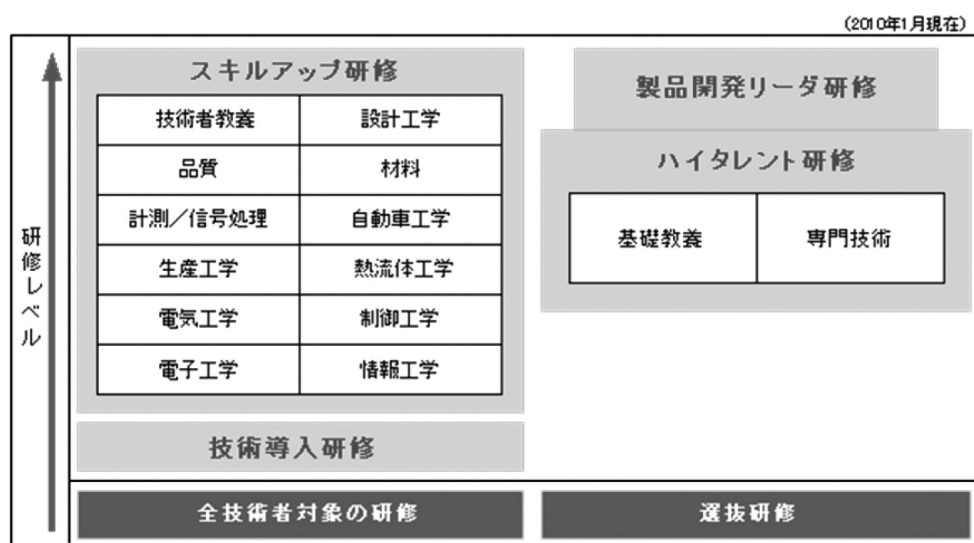 (2010年1月現在)
研修レベル
スキルアップ研修
技術者教養
設計工学
品質
材料
計測／信号処理
自動車工学
生産工学
熱流体工学
電気工学
制御工学
電子工学
情報工学
技術導入研修
全技術者対象の研修
製品開発リーダ研修
ハイタレント研修
基礎教養
専門技術
選抜研修